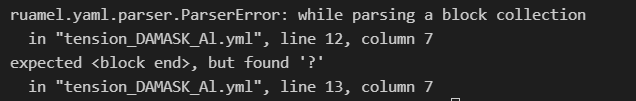 ruamel.yaml.parser.ParserError: while parsing a block collection
  in "tension_DAMASK_Al.yml", line 12, column 7
expected <block end>, but found '?'
  in "tension_DAMASK_Al.yml", line 13, column 7